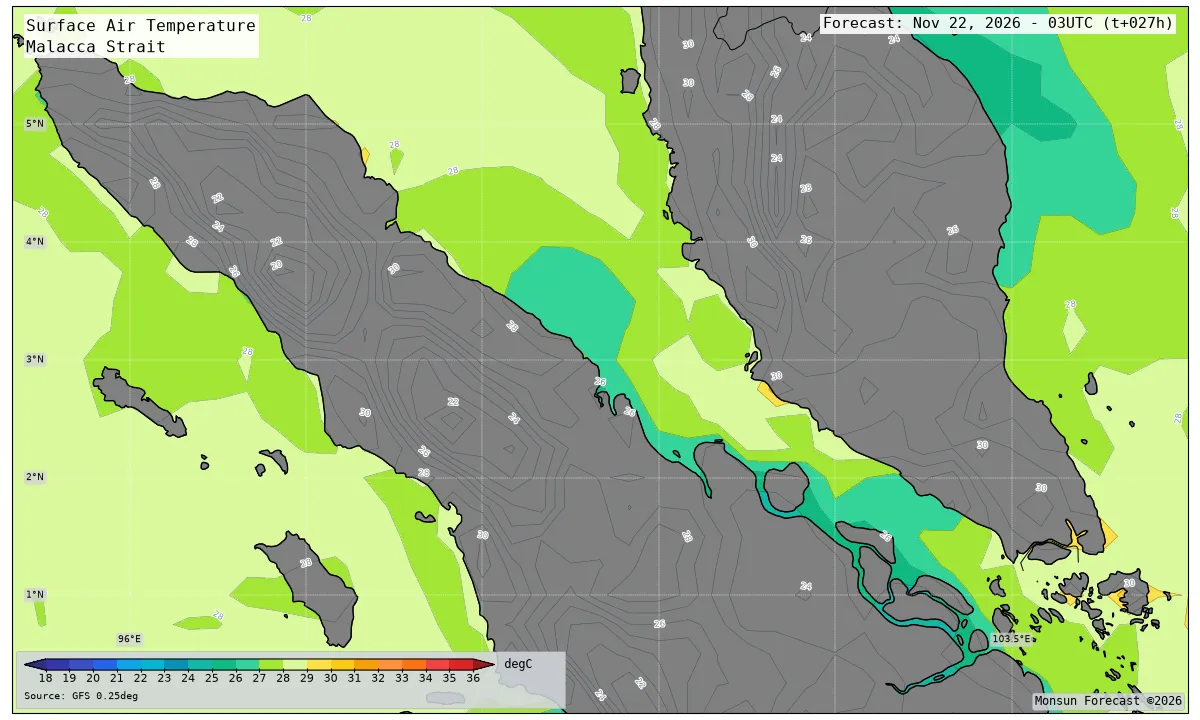 Surface Air Temperature
Malacca Strait
Forecast: Nov 22, 2026 - 03UTC (t+027h)
5°N
4°N
3°N
2°N
1°N
96°E
103.5°E
18 19 20 21 22 23 24 25 26 27 28 29 30 31 32 33 34 35 36
degC
Source: GFS 0.25deg
Monsun Forecast ©2026